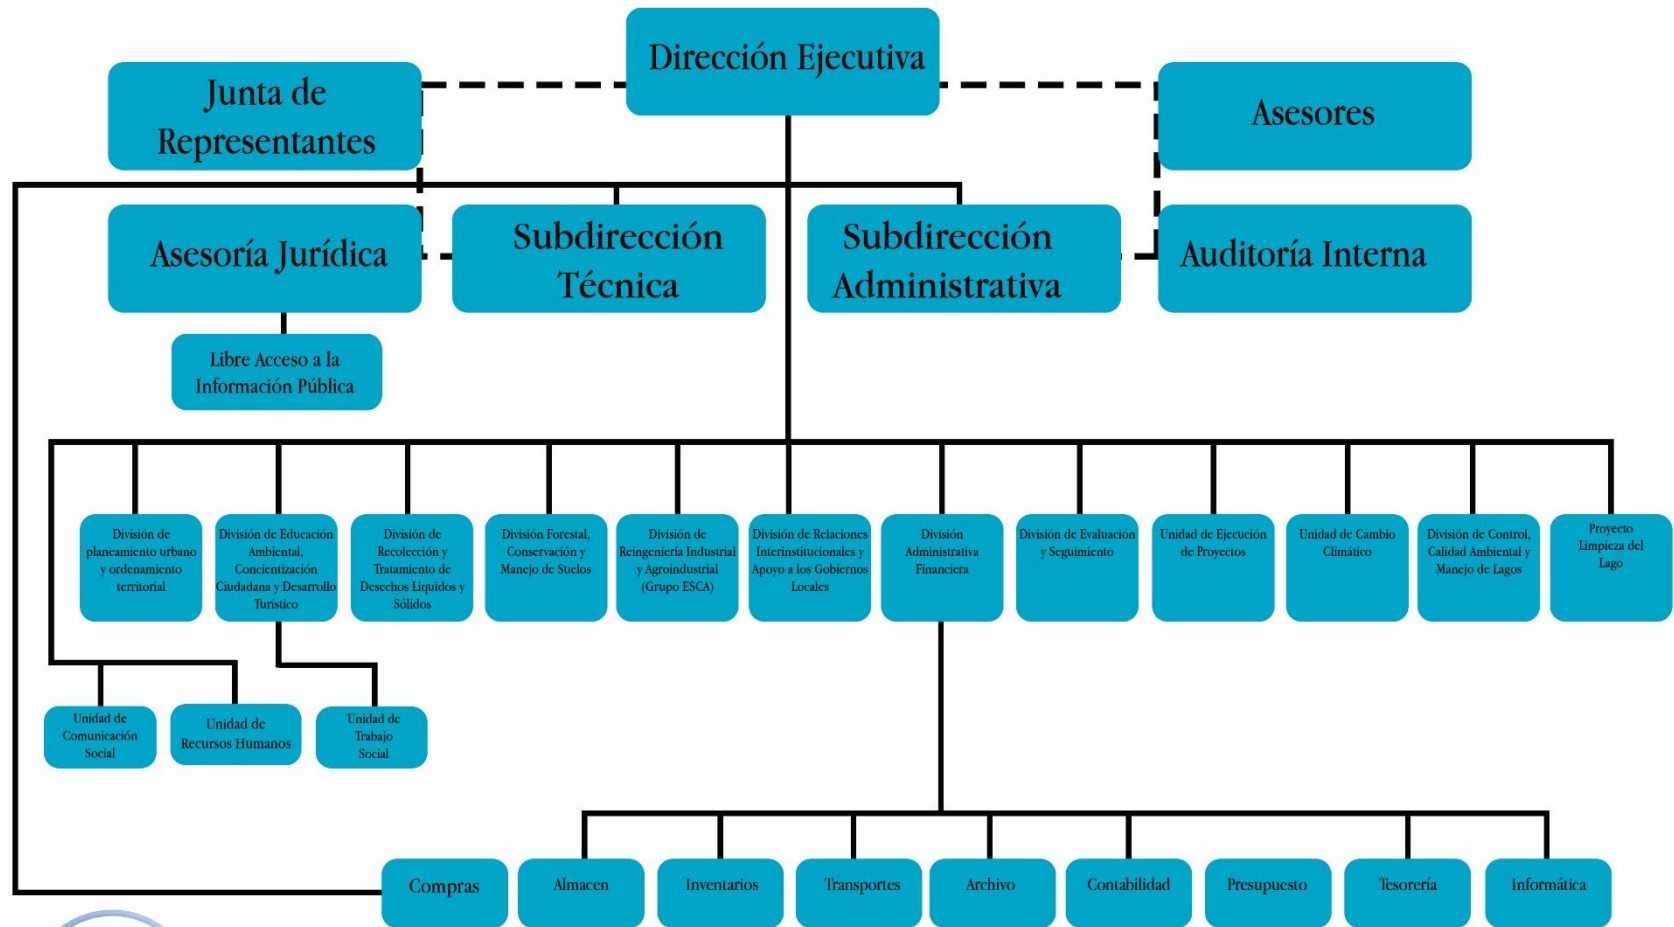 Dirección Ejecutiva
Junta de
Representantes
Asesores
Asesoría Jurídica
Subdirección
Técnica
Subdirección
Administrativa
Auditoría Interna
Libre Acceso a la
Información Pública
División de
planeamiento urbano
y ordenamiento
territorial
División de Educación
Ambiental,
Concientización
Ciudadana y Desarrollo
Turístico
División de
Recolección y
Tratamiento de
Desechos Liquidos y
Sólidos
División Forestal,
Conservación y
Manejo de Suelos
División de
Reingeniería Industrial
y Agroindustrial
(Grupo ESCA)
División de Relaciones
Interinstitucionales y
Apoyo a los Gobiernos
Locales
División
Administrativa
Financiera
División de Evaluación
y Seguimiento
Unidad de Ejecución
de Proyectos
Unidad de Cambio
Climático
División de Control,
Calidad Ambiental y
Manejo de Lagos
Proyecto
Limpieza del
Lago
Unidad de
Comunicación
Social
Unidad de
Recursos Humanos
Unidad de
Trabajo
Social
Compras
Almacen
Inventarios
Transportes
Archivo
Contabilidad
Presupuesto
Tesorería
Informática